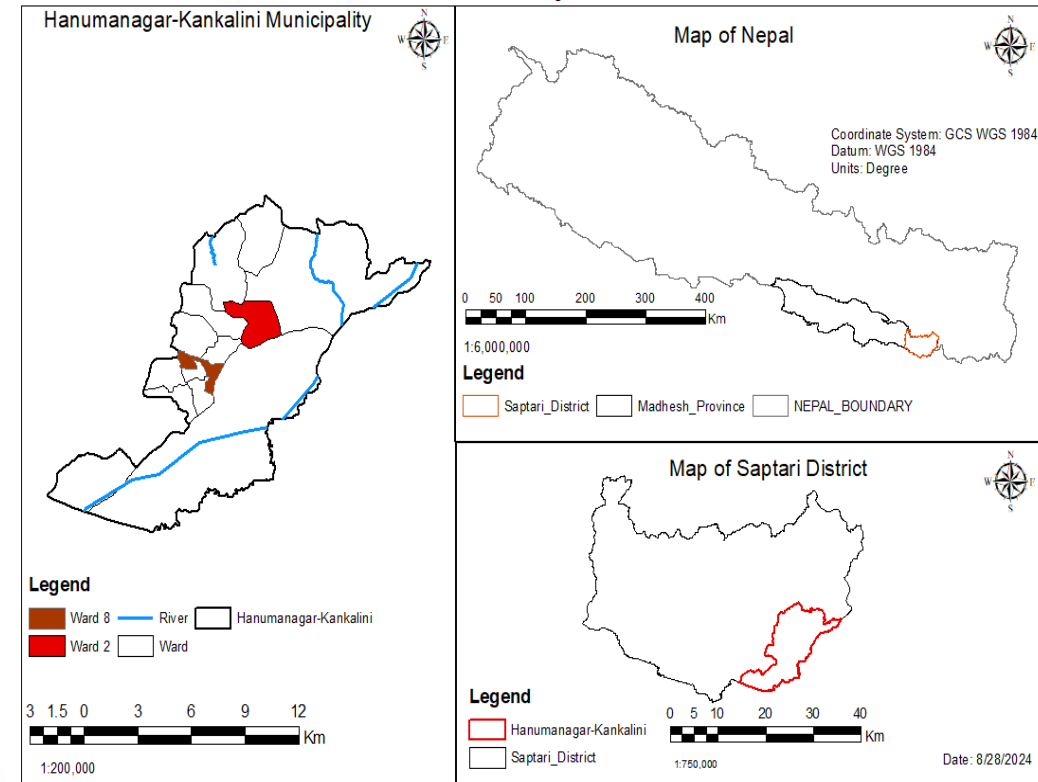 Hanumanagar-Kankalini Municipality
N
W E
S
Legend
Ward 8 River Hanumanagar-Kankalini
Ward 2 Ward
3 1.5 0 3 6 9 12
Km
1:200,000
Map of Nepal
N
W E
S
Coordinate System: GCS WGS 1984
Datum: WGS 1984
Units: Degree
0 50 100 200 300 400
Km
1:6,000,000
Legend
Saptari_District Madhesh_Province NEPAL_BOUNDARY
Map of Saptari District
N
W E
S
Legend
Hanumanagar-Kankalini
Saptari_District
0 5 10 20 30 40
Km
1:750,000
Date: 8/28/2024